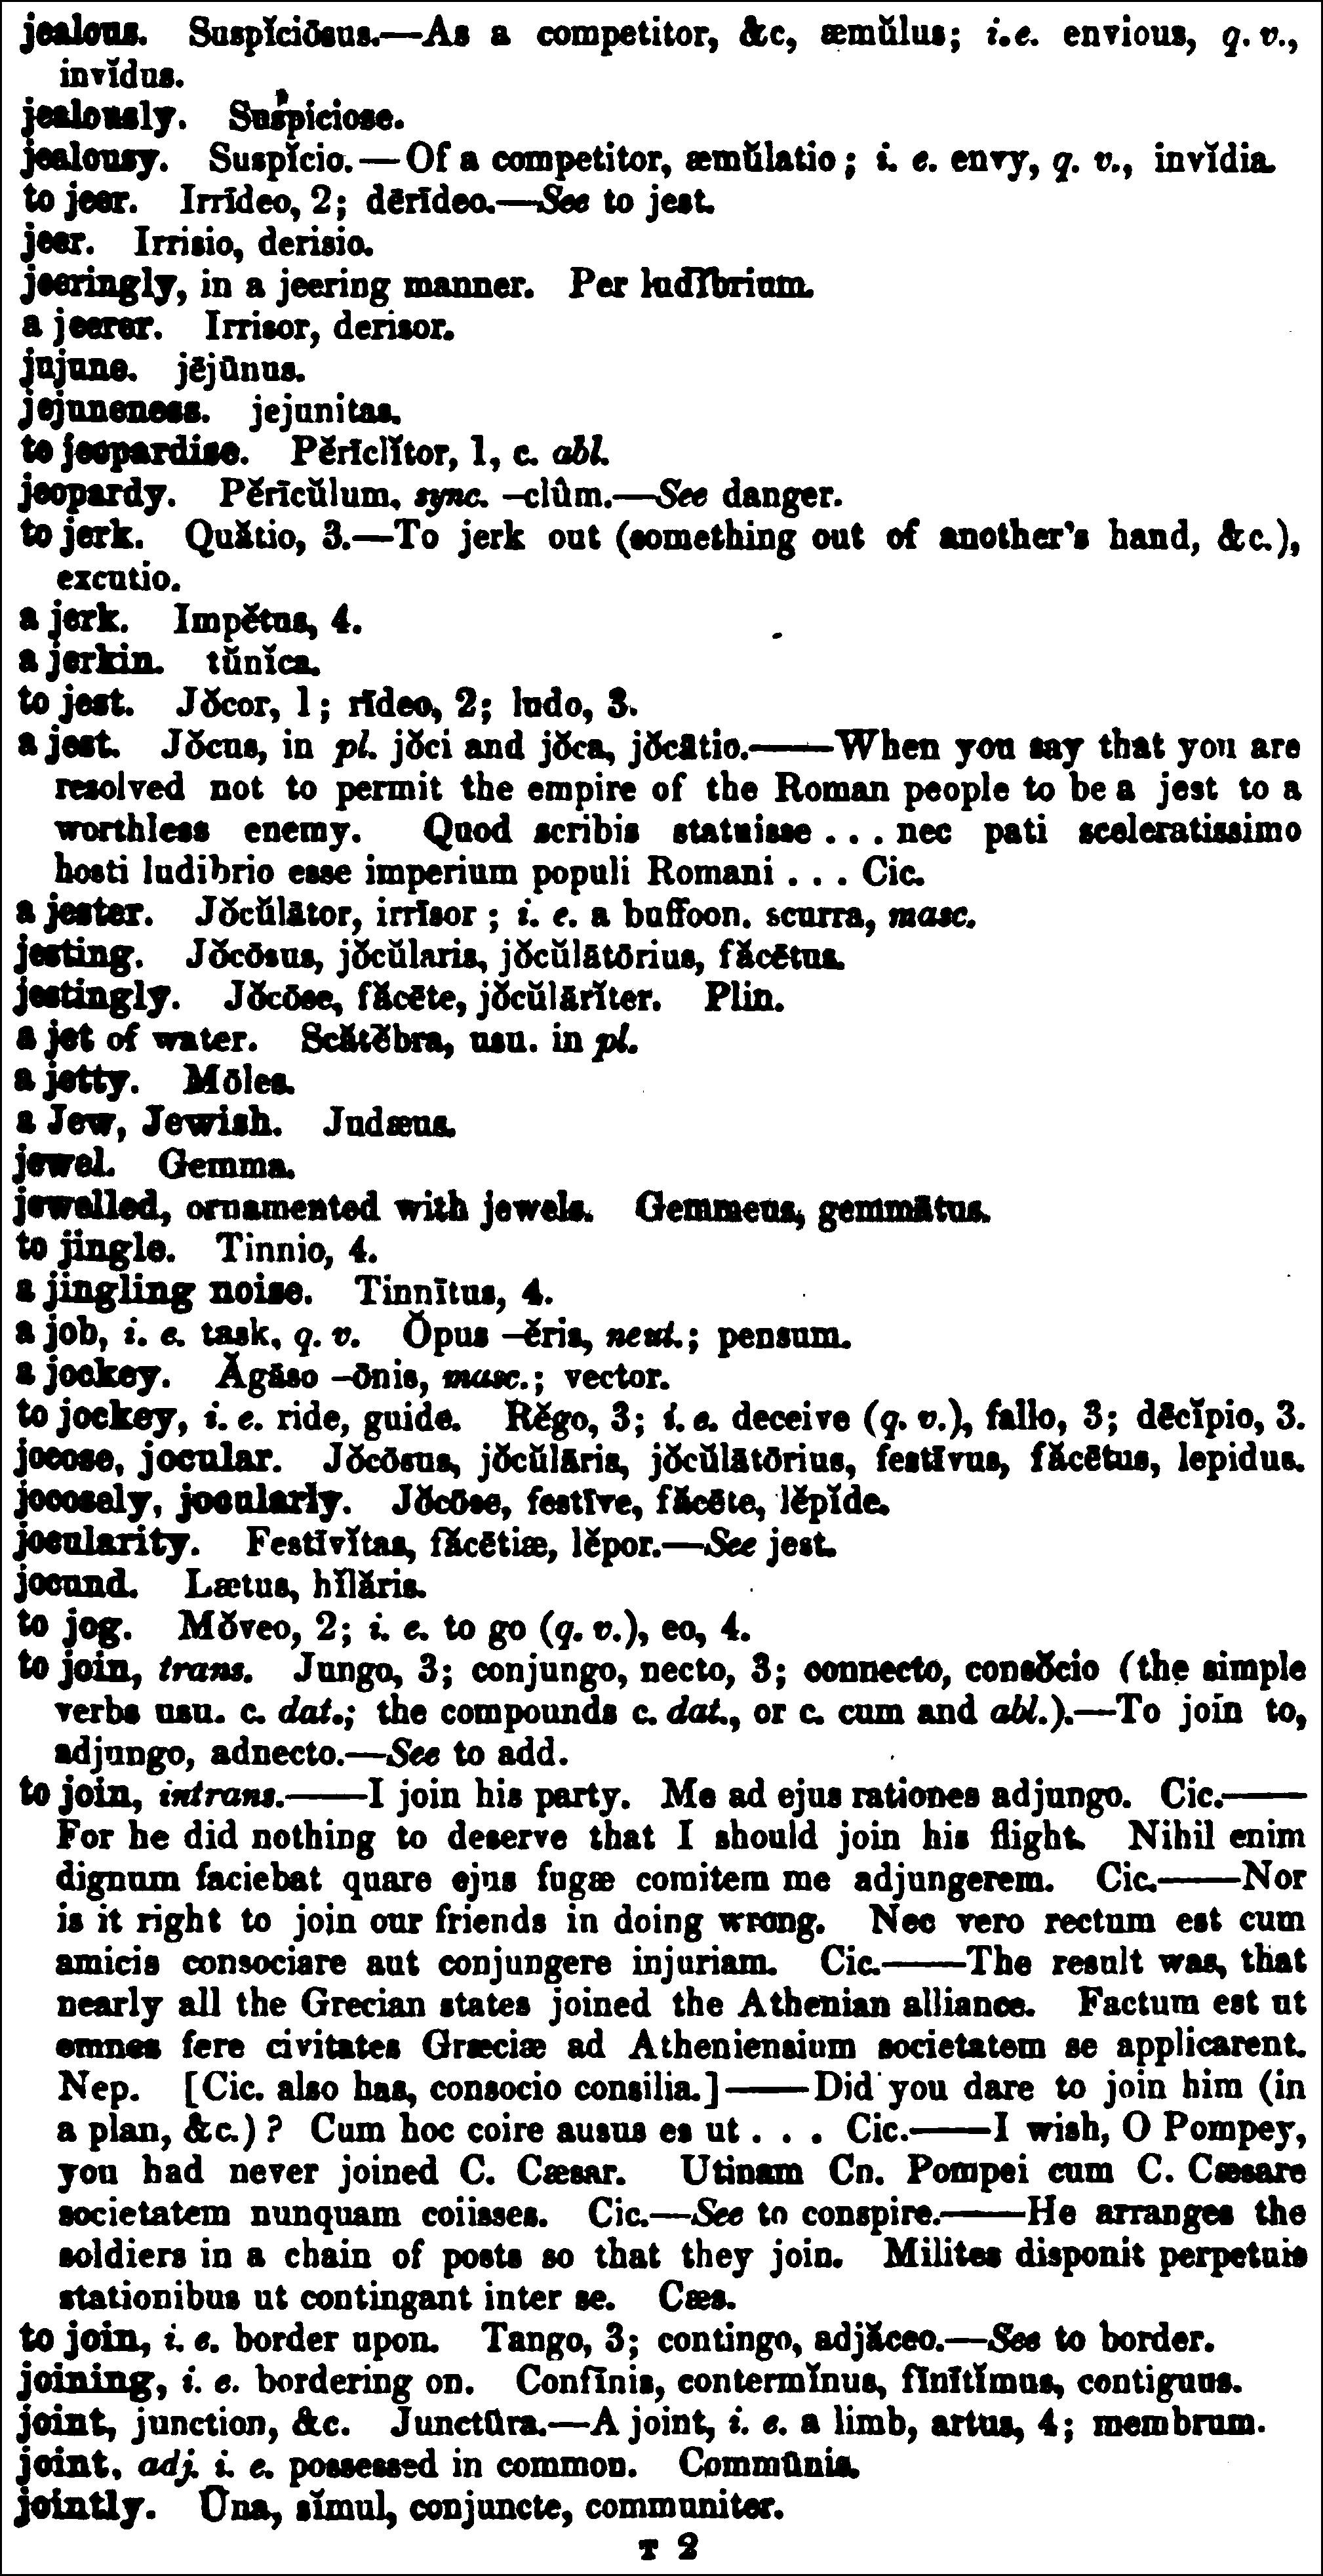 jealous. Suspĭciōsus.—As a competitor, &c, æmŭlus; i.e. envious, q. v.,
invĭdus.
jealously. Suspiciose.
jealousy. Suspĭcio.—Of a competitor, æmŭlatio; i. e. envy, q. v., invĭdia.
to jeer. Irrīdeo, 2; dērīdeo.—See to jest.
jeer. Irrisio, derisio.
jeeringly, in a jeering manner. Per ludĭbrium.
a jeerer. Irrisor, derisor.
jujune. jējūnus.
jejuneness. jejunitas.
to jeopardise. Pĕrīclĭtor, 1, c. abl.
jeopardy. Pĕrīcŭlum, sync. –clûm.—See danger.
to jerk. Quătio, 3.—To jerk out (something out of another's hand, &c.),
excutio.
a jerk. Impĕtus, 4.
a jerkin. tŭnĭca.
to jest. Jŏcor, 1; rīdeo, 2; ludo, 3.
a jest. Jŏcus, in pl. jŏci and jŏca, jŏcātio.——When you say that you are
resolved not to permit the empire of the Roman people to be a jest to a
worthless enemy. Quod scribis statuisse . . . nec pati sceleratissimo
hosti ludibrio esse imperium populi Romani . . . Cic.
a jester. Jŏcŭlātor, irrīsor; i. e. a buffoon. scurra, masc.
jesting. Jŏcōsus, jŏcŭlaris, jŏcŭlātōrius, făcētus.
jestingly. Jŏcōse, făcēte, jŏcŭlārĭter. Plin.
a jet of water. Scătĕbra, usu. in pl.
a jetty. Mōles.
a Jew, Jewish. Judæus.
jewel. Gemma.
jewelled, ornamented with jewels. Gemmeus, gemmātus.
to jingle. Tinnio, 4.
a jingling noise. Tinnītus, 4.
a job, i. e. task, q. v. Ŏpus –ĕris, neut.; pensum.
a jockey. Ăgāso –ōnis, masc.; vector.
to jockey, i. e. ride, guide. Rĕgo, 3; i. e. deceive (q. v.), fallo, 3; dēcĭpio, 3.
jocose, jocular. Jŏcōsus, jŏcŭlāris, jŏcŭlātōrius, festīvus, făcētus, lepidus.
jocosely, jocularly. Jŏcōse, festīve, făcēte, lĕpĭde.
jocularity. Festīvĭtas, făcētiæ, lĕpor.—See jest.
jocund. Lætus, hĭlăris.
to jog. Mŏveo, 2; i. e. to go (q. v.), eo, 4.
to join, trans. Jungo, 3; conjungo, necto, 3; connecto, consŏcio (the simple
verbs usu. c. dat.; the compounds c. dat., or c. cum and abl.).—To join to,
adjungo, adnecto.—See to add.
to join, intrans.——I join his party. Me ad ejus rationes adjungo. Cic.——
For he did nothing to deserve that I should join his flight. Nihil enim
dignum faciebat quare ejus fugæ comitem me adjungerem. Cic.——Nor
is it right to join our friends in doing wrong. Nec vero rectum est cum
amicis consociare aut conjungere injuriam. Cic.——The result was, that
nearly all the Grecian states joined the Athenian alliance. Factum est ut
omnes fere civitates Græciæ ad Atheniensium societatem se applicarent.
Nep. [Cic. also has, consocio consilia.]——Did you dare to join him (in
a plan, &c.)? Cum hoc coire ausus es ut . . . Cic.——I wish, O Pompey,
you had never joined C. Cæsar. Utinam Cn. Pompei cum C. Cæsare
societatem nunquam coiisses. Cic.—See to conspire.——He arranges the
soldiers in a chain of posts so that they join. Milites disponit perpetuis
stationibus ut contingant inter se. Cæs.
to join, i. e. border upon. Tango, 3; contingo, adjăceo.—See to border.
joining, i. e. bordering on. Confīnis, contermĭnus, fīnĭtĭmus, contiguus.
joint, junction, &c. Junctūra.—A joint, i. e. a limb, artus, 4; membrum.
joint, adj. i. e. possessed in common. Commūnis.
jointly. Ūna, sĭmul, conjuncte, communiter.
T 2